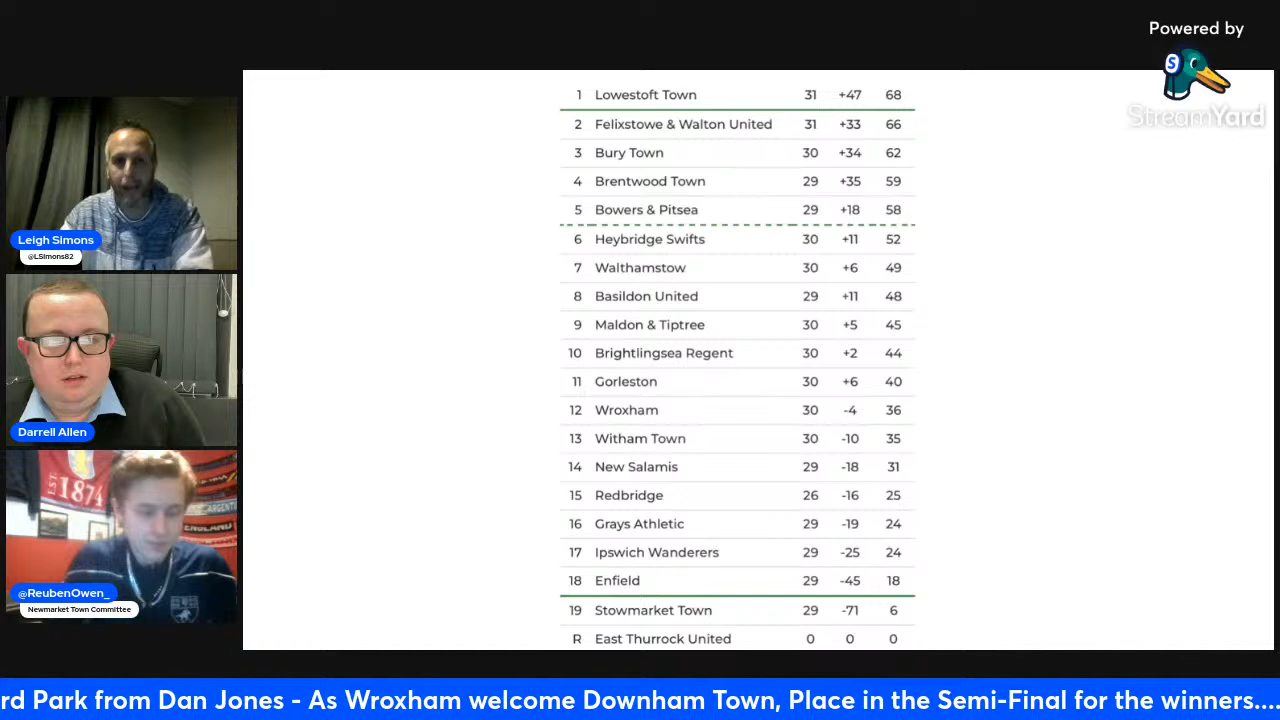 Powered by
StreamYard
1 Lowestoft Town 31 +47 68
2 Felixstowe & Walton United 31 +33 66
3 Bury Town 30 +34 62
4 Brentwood Town 29 +35 59
5 Bowers & Pitsea 29 +18 58
6 Heybridge Swifts 30 +11 52
7 Walthamstow 30 +6 49
8 Basildon United 29 +11 48
9 Maldon & Tiptree 30 +5 45
10 Brightlingsea Regent 30 +2 44
11 Gorleston 30 +6 40
12 Wroxham 30 -4 36
13 Witham Town 30 -10 35
14 New Salamis 29 -18 31
15 Redbridge 26 -16 25
16 Grays Athletic 29 -19 24
17 Ipswich Wanderers 29 -25 24
18 Enfield 29 -45 18
19 Stowmarket Town 29 -71 6
R East Thurrock United 0 0 0
Leigh Simons
@LSimons82
Darrell Allen
EST.
1874
ARGENTI
ENGLAND
@ReubenOwen_
Newmarket Town Committee
rd Park from Dan Jones - As Wroxham welcome Downham Town, Place in the Semi-Final for the winners....